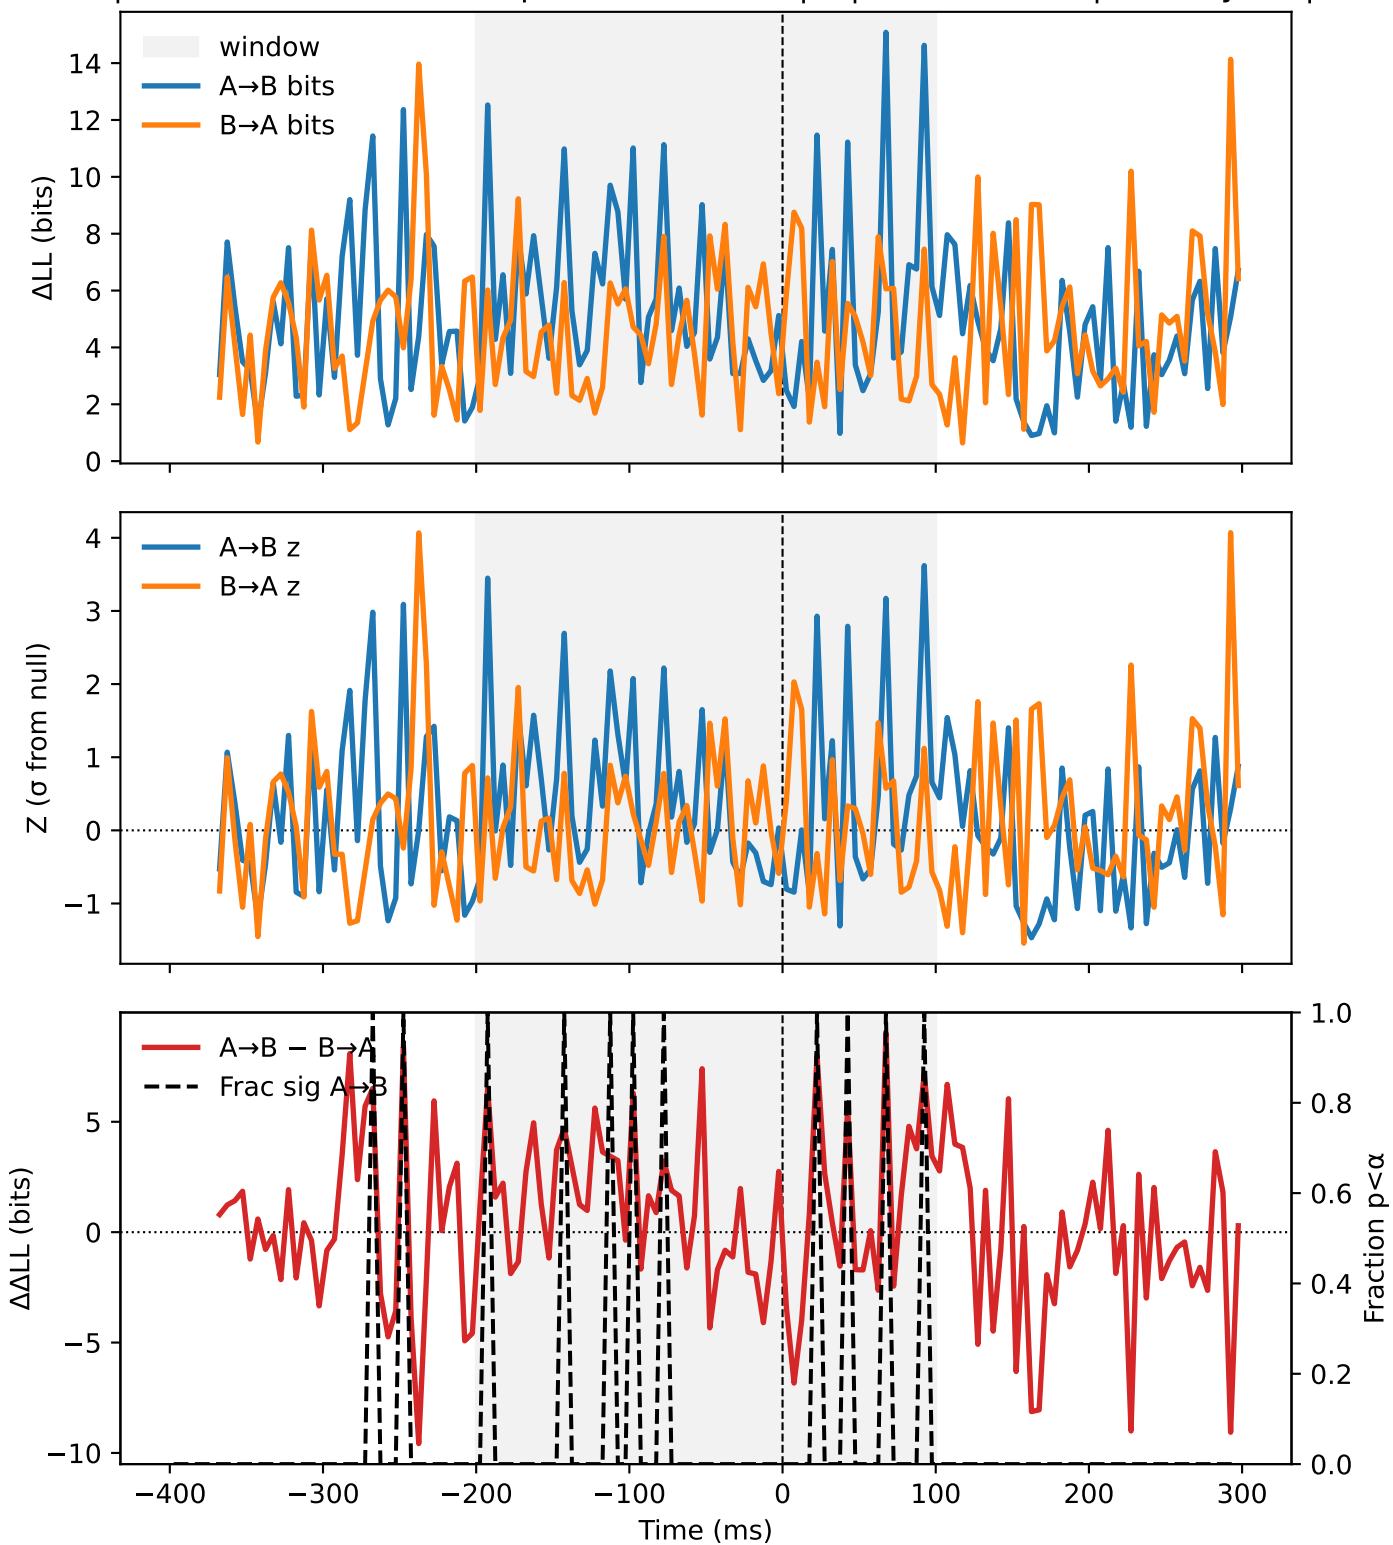 window
A→B bits
B→A bits
ΔLL (bits)
14
12
10
8
6
4
2
0
A→B z
B→A z
Z (σ from null)
4
3
2
1
0
−1
A→B − B→A
Frac sig A→B
ΔΔLL (bits)
5
0
−5
−10
1.0
0.8
0.6
0.4
0.2
0.0
Fraction p<α
−400 −300 −200 −100 0 100 200 300
Time (ms)